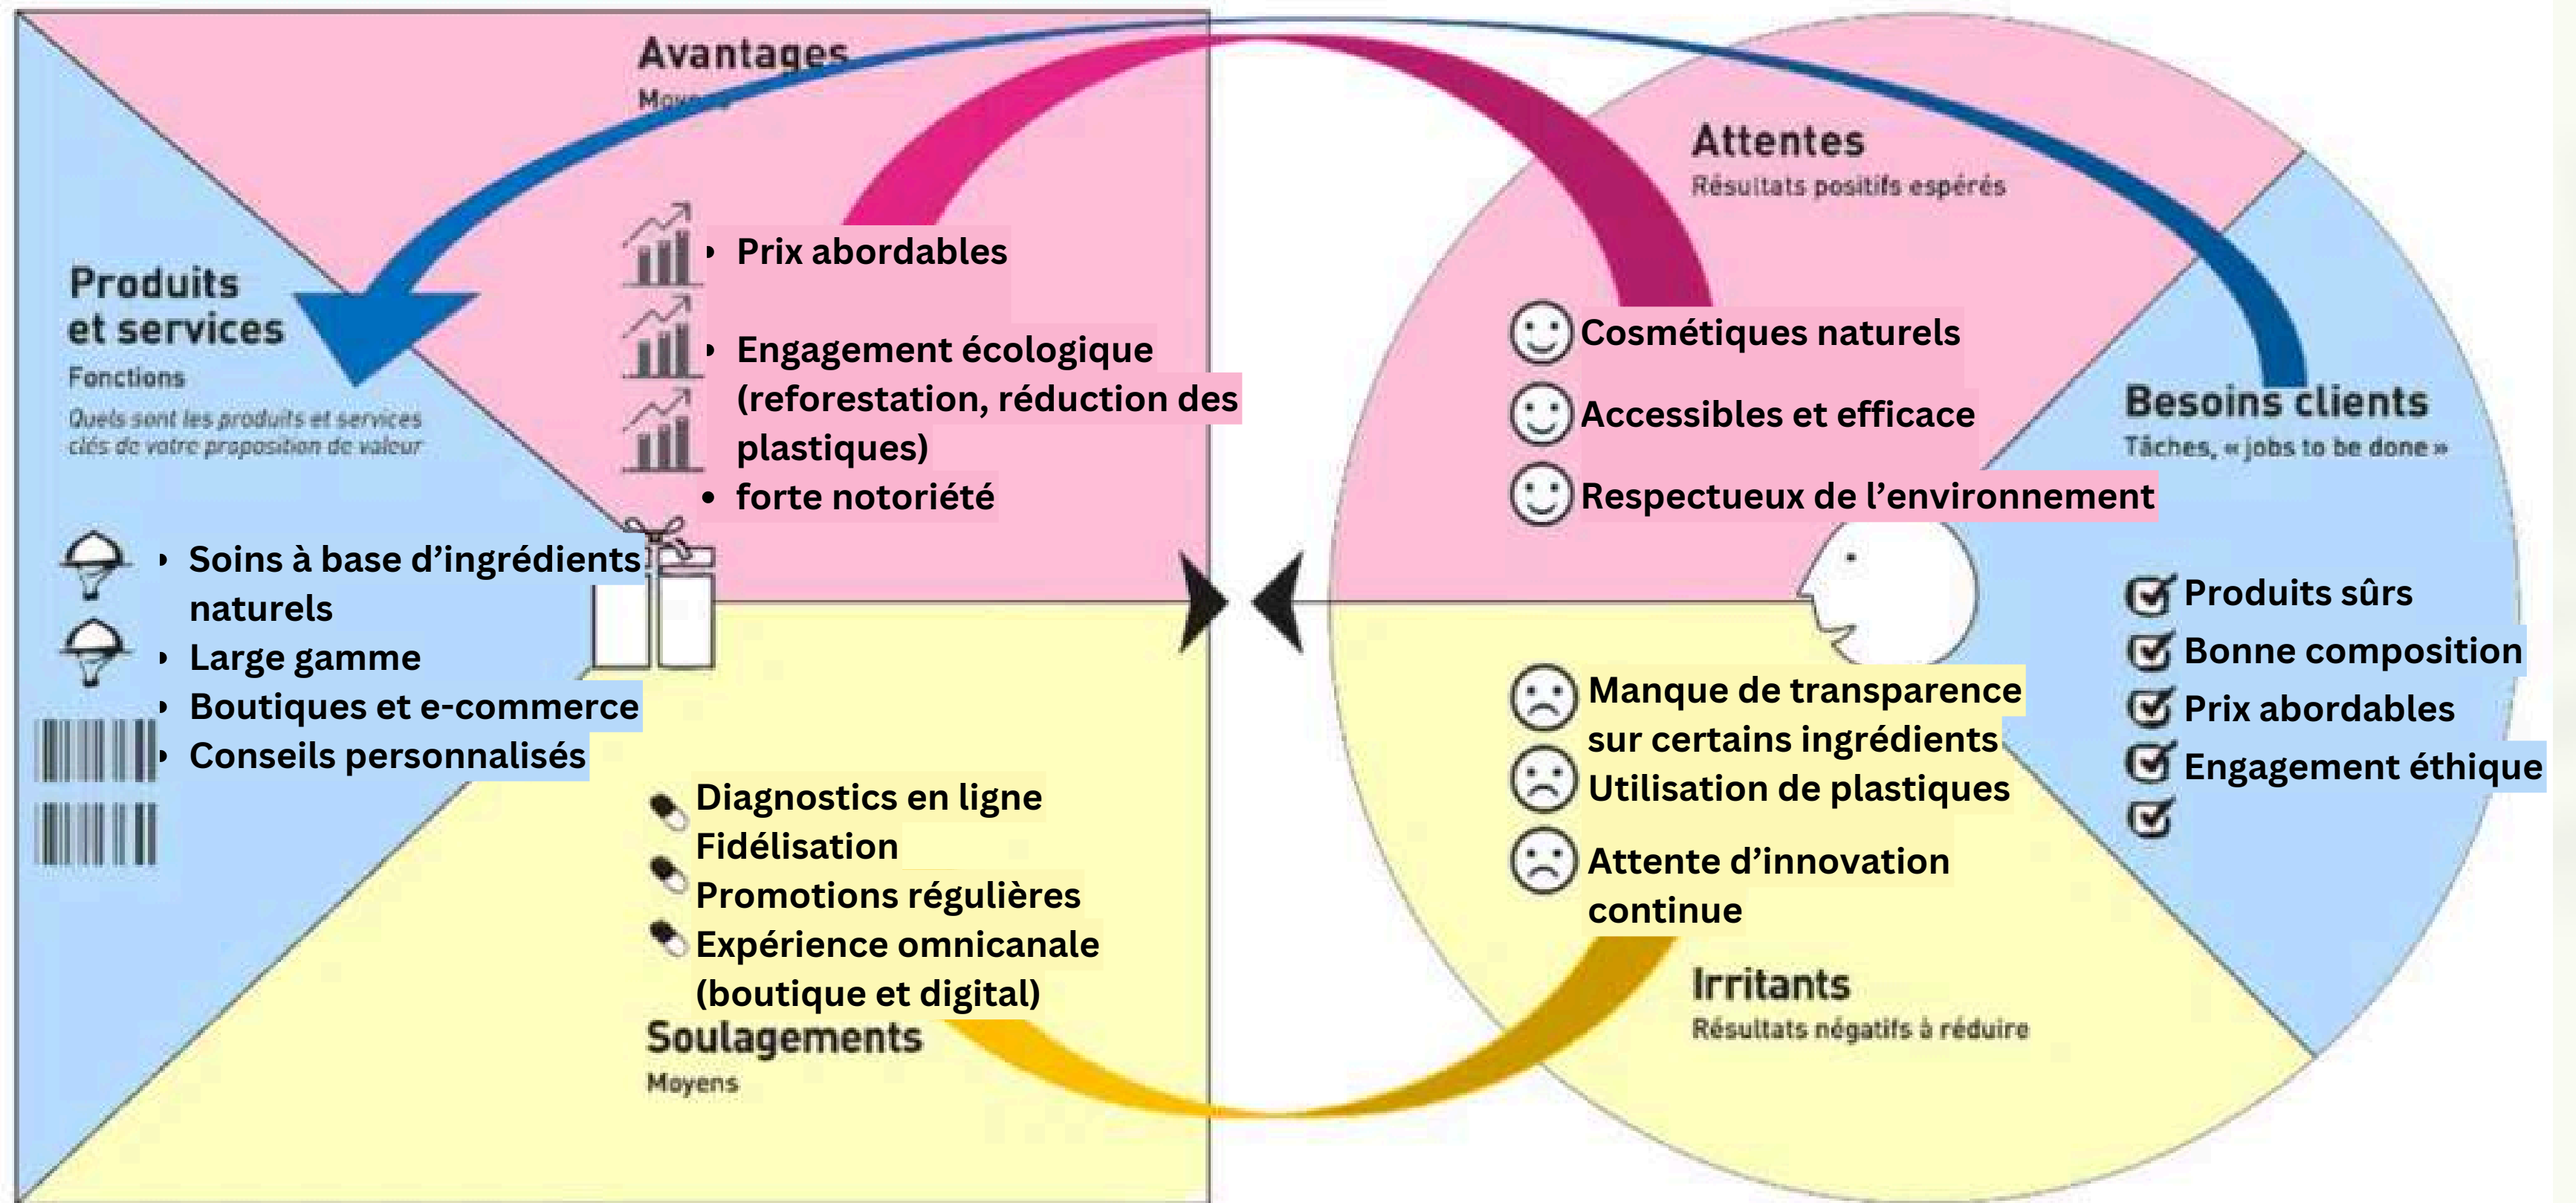 Avantages
Moyens
Prix abordables
Engagement écologique
(reforestation, réduction des
plastiques)
forte notoriété
Produits
et services
Fonctions
Quels sont les produits et services
clés de votre proposition de valeur
Soins à base d'ingrédients
naturels
Large gamme
Boutiques et e-commerce
Conseils personnalisés
Diagnostics en ligne
Fidélisation
Promotions régulières
Expérience omnicanale
(boutique et digital)
Soulagements
Moyens
Attentes
Résultats positifs espérés
Cosmétiques naturels
Accessibles et efficace
Respectueux de l'environnement
Besoins clients
Tâches, « jobs to be done »
Produits sûrs
Bonne composition
Prix abordables
Engagement éthique
Manque de transparence
sur certains ingrédients
Utilisation de plastiques
Attente d'innovation
continue
Irritants
Résultats négatifs à réduire